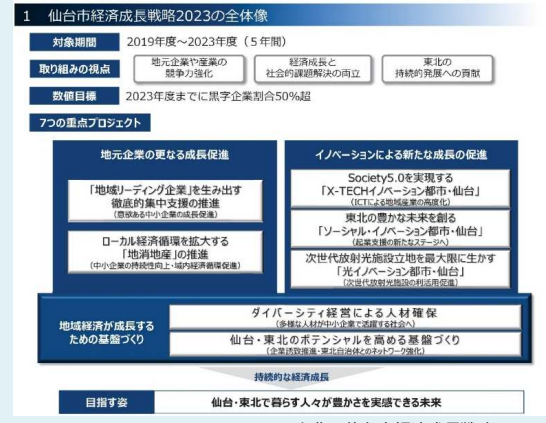 1 仙台市経済成長戦略2023の全体像
対象期間 2019年度～2023年度（5年間）
取り組みの視点
地元企業や産業の
競争力強化
経済成長と
社会的課題解決の両立
東北の
持続的発展への貢献
数値目標 2023年度までに黒字企業割合50%超
7つの重点プロジェクト
地元企業の更なる成長促進
「地域リーディング企業」を生み出す
徹底的集中支援の推進
（意欲ある中小企業の成長促進）
ローカル経済循環を拡大する
「地消地産」の推進
（中小企業の持続性向上・域内経済循環促進）
イノベーションによる新たな成長の促進
Society5.0を実現する
「X-TECHイノベーション都市・仙台」
（ICTによる地域産業の高度化）
東北の豊かな未来を創る
「ソーシャル・イノベーション都市・仙台」
（起業支援の新たなステージへ）
次世代放射光施設立地を最大限に生かす
「光イノベーション都市・仙台」
（次世代放射光施設の利活用促進）
地域経済が成長する
ための基盤づくり
ダイバーシティ経営による人材確保
（多様な人材が中小企業で活躍する社会へ）
仙台・東北のポテンシャルを高める基盤づくり
（企業誘致推進・東北自治体とのネットワーク強化）
持続的な経済成長
目指す姿 仙台・東北で暮らす人々が豊かさを実感できる未来